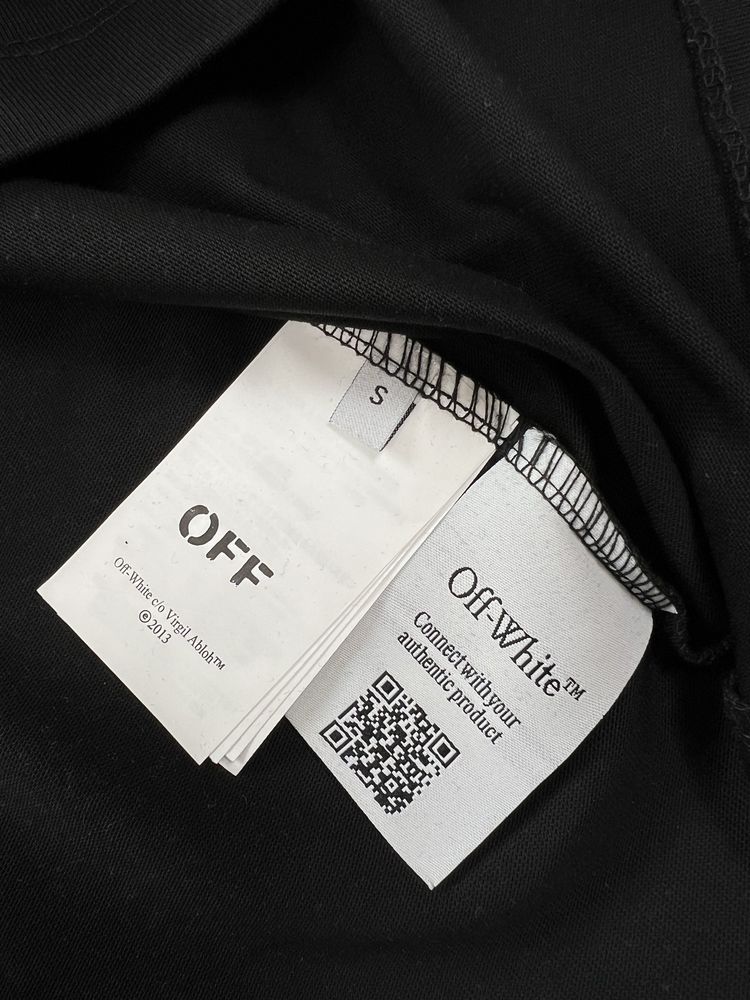 S
OFF
Off-White c/o Virgil Abloh™
©2013
Off-White™
Connect with your
authentic product